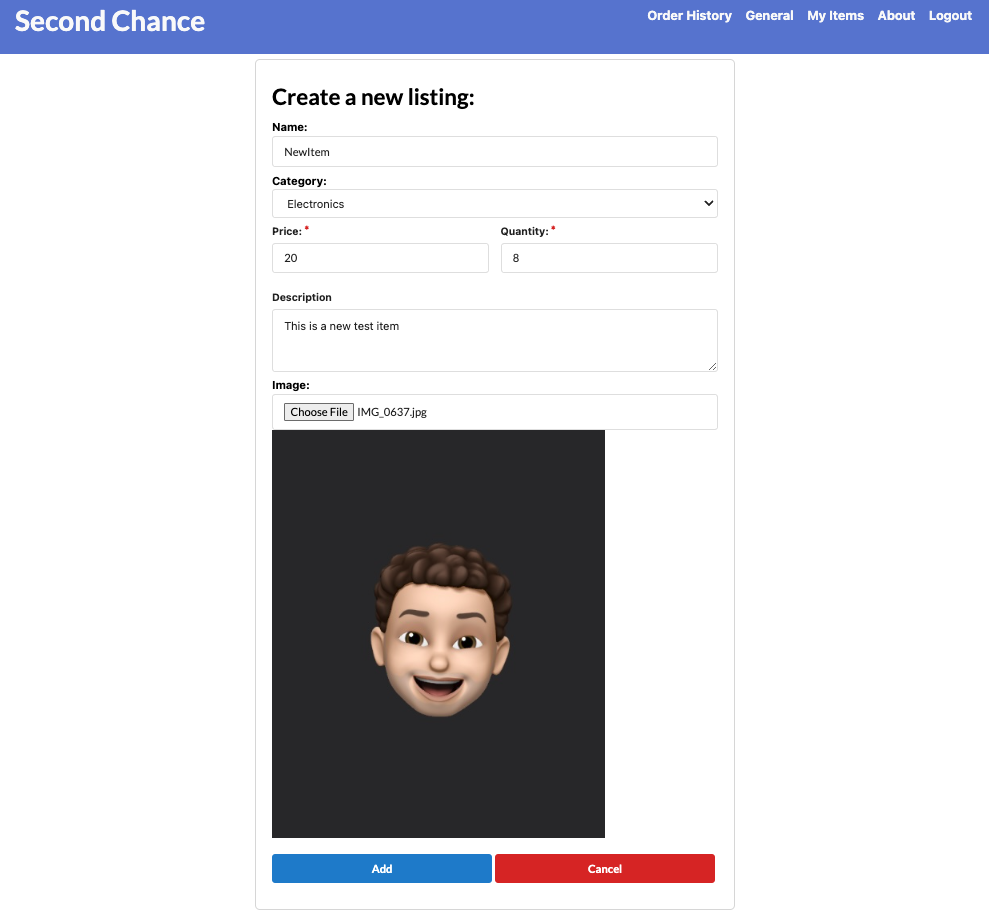 Second Chance
Order History General My Items About Logout
Create a new listing:
Name:
NewItem
Category:
Electronics
Price: * Quantity: *
20 8
Description
This is a new test item
Image:
Choose File IMG_0637.jpg
Add Cancel